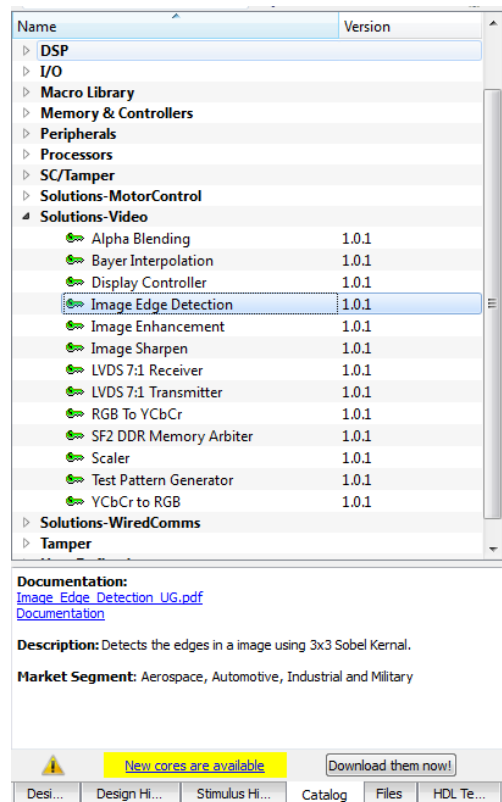 Name Version
DSP
I/O
Macro Library
Memory & Controllers
Peripherals
Processors
SC/Tamper
Solutions-MotorControl
Solutions-Video
Alpha Blending 1.0.1
Bayer Interpolation 1.0.1
Display Controller 1.0.1
Image Edge Detection 1.0.1
Image Enhancement 1.0.1
Image Sharpen 1.0.1
LVDS 7:1 Receiver 1.0.1
LVDS 7:1 Transmitter 1.0.1
RGB To YCbCr 1.0.1
SF2 DDR Memory Arbiter 1.0.1
Scaler 1.0.1
Test Pattern Generator 1.0.1
YCbCr to RGB 1.0.1
Solutions-WiredComms
Tamper
Documentation:
Image_Edge_Detection_UG.pdf
Documentation
Description: Detects the edges in a image using 3x3 Sobel Kernal.
Market Segment: Aerospace, Automotive, Industrial and Military
New cores are available Download them now!
Desi... Design Hi... Stimulus Hi... Catalog Files HDL Te...